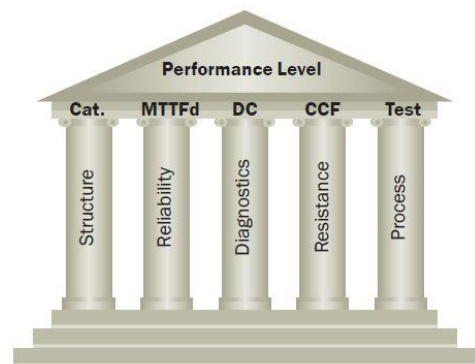 Performance Level
Cat. MTTFd DC CCF Test
Structure
Reliability
Diagnostics
Resistance
Process